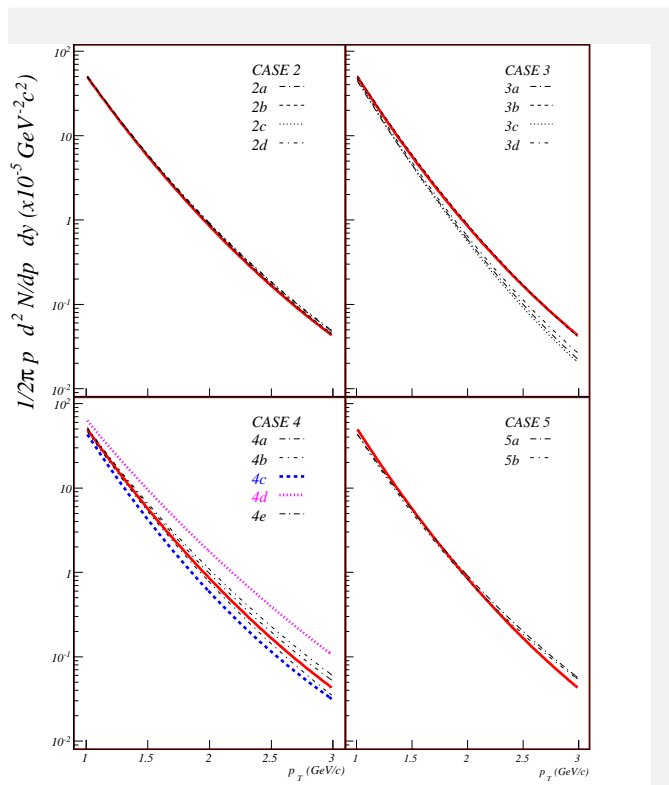 1/2π p d² N/dp dy (x10⁻⁵ GeV⁻²c²)
10²
10
1
10⁻¹
10⁻²
CASE 2
2a
2b
2c
2d
CASE 3
3a
3b
3c
3d
10²
10
1
10⁻¹
10⁻²
CASE 4
4a
4b
4c
4d
4e
CASE 5
5a
5b
1 1.5 2 2.5 3
p_T (GeV/c)
1 1.5 2 2.5 3
p_T (GeV/c)